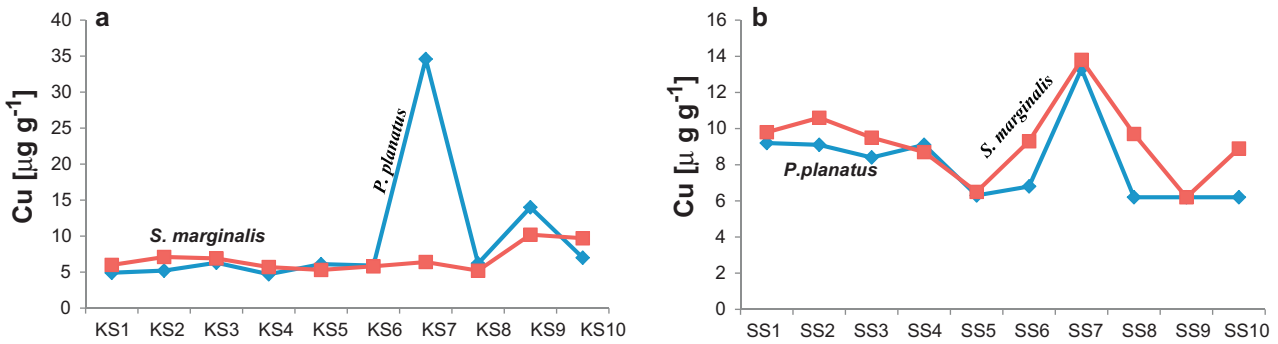 a
Cu [μg g-1]
40
35
30
25
20
15
10
5
0
S. marginalis
P. planatus
KS1 KS2 KS3 KS4 KS5 KS6 KS7 KS8 KS9 KS10
b
Cu [μ g g-1]
16
14
12
10
8
6
4
2
0
P.planatus
S. marginalis
SS1 SS2 SS3 SS4 SS5 SS6 SS7 SS8 SS9 SS10